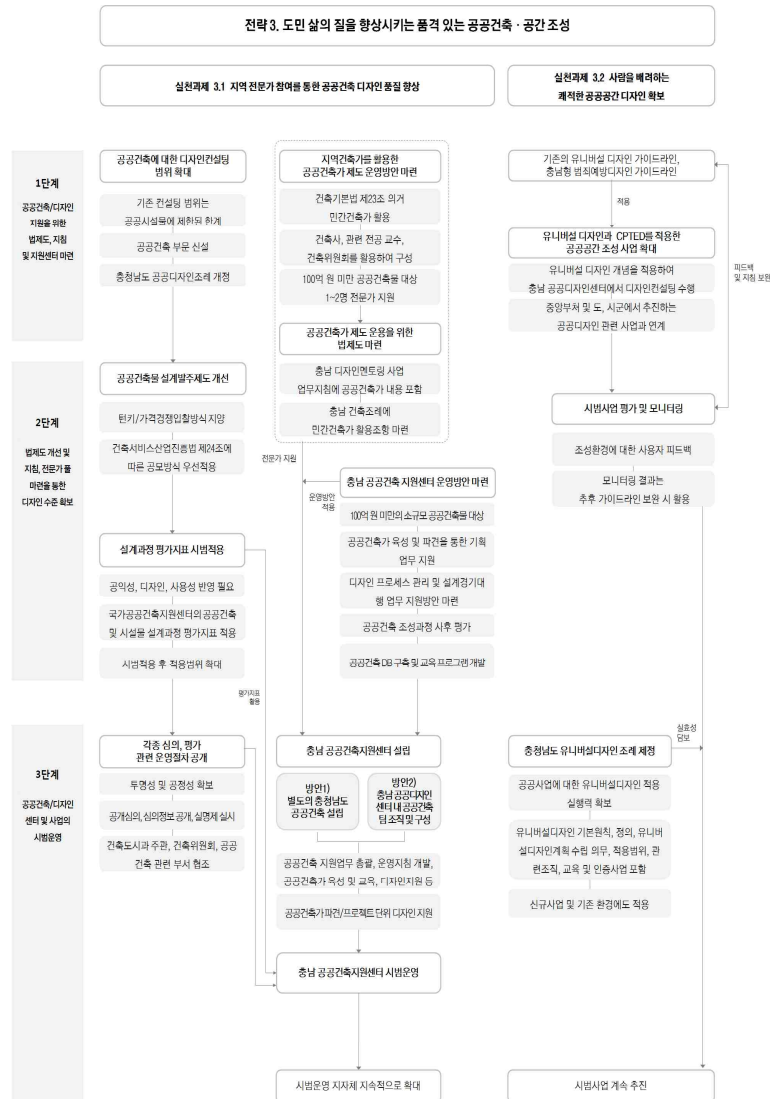 전략 3. 도민 삶의 질을 향상시키는 품격 있는 공공건축 · 공간 조성
실천과제 3.1 지역 전문가 참여를 통한 공공건축 디자인 품질 향상
실천과제 3.2 사람을 배려하는
쾌적한 공공공간 디자인 확보
1단계
공공건축/디자인
지원을 위한
법제도, 지침
및 지원센터 마련
공공건축에 대한 디자인컨설팅
범위 확대
기존 컨설팅 범위는
공공시설물에 제한된 한계
공공건축 부문 신설
충청남도 공공디자인조례 개정
지역건축가를 활용한
공공건축가 제도 운영방안 마련
건축기본법 제23조 의거
민간건축가 활용
건축사, 관련 전공 교수,
건축위원회를 활용하여 구성
100억 원 미만 공공건축물 대상
1~2명 전문가 지원
공공건축가 제도 운용을 위한
법제도 마련
기존의 유니버설 디자인 가이드라인,
충남형 범죄예방디자인 가이드라인
적용
유니버설 디자인과 CPTED를 적용한
공공공간 조성 사업 확대
유니버설 디자인 개념을 적용하여
충남 공공디자인센터에서 디자인컨설팅 수행
중앙부처 및 도, 시군에서 추진하는
공공디자인 관련 사업과 연계
피드백
및 지침 보완
2단계
법제도 개선 및
지침, 전문가 풀
마련을 통한
디자인 수준 확보
공공건축물 설계발주제도 개선
턴키/가격경쟁입찰방식 지양
건축서비스산업진흥법 제24조에
따른 공모방식 우선적용
설계과정 평가지표 시범적용
공익성, 디자인, 사용성 반영 필요
국가공공건축지원센터의 공공건축
및 시설물 설계과정 평가지표 적용
시범적용 후 적용범위 확대
평가지표
활용
충남 디자인멘토링 사업
업무지침에 공공건축가 내용 포함
충남 건축조례에
민간건축가 활용조항 마련
전문가 지원
충남 공공건축 지원센터 운영방안 마련
운영방안
적용
100억 원 미만의 소규모 공공건축물 대상
공공건축가 육성 및 파견을 통한 기획
업무 지원
디자인 프로세스 관리 및 설계경기대
행 업무 지원방안 마련
공공건축 조성과정 사후 평가
공공건축 DB 구축 및 교육 프로그램 개발
시범사업 평가 및 모니터링
조성환경에 대한 사용자 피드백
모니터링 결과는
추후 가이드라인 보완 시 활용
3단계
공공건축/디자인
센터 및 사업의
시범운영
각종 심의, 평가
관련 운영절차 공개
투명성 및 공정성 확보
공개심의, 심의정보 공개, 실명제 실시
건축도시과 주관, 건축위원회, 공공
건축 관련 부서 협조
충남 공공건축지원센터 설립
방안1)
별도의 충청남도
공공건축 설립
방안2)
충남 공공디자인
센터 내 공공건축
팀 조직 및 구성
공공건축 지원업무 총괄, 운영지침 개발,
공공건축가 육성 및 교육, 디자인지원 등
공공건축가 파견/프로젝트 단위 디자인 지원
충남 공공건축지원센터 시범운영
시범운영 지자체 지속적으로 확대
실효성
담보
충청남도 유니버설디자인 조례 제정
공공사업에 대한 유니버설디자인 적용
실행력 확보
유니버설디자인 기본원칙, 정의, 유니버
설디자인계획 수립 의무, 적용범위, 관
련조직, 교육 및 인증사업 포함
신규사업 및 기존 환경에도 적용
시범사업 계속 추진